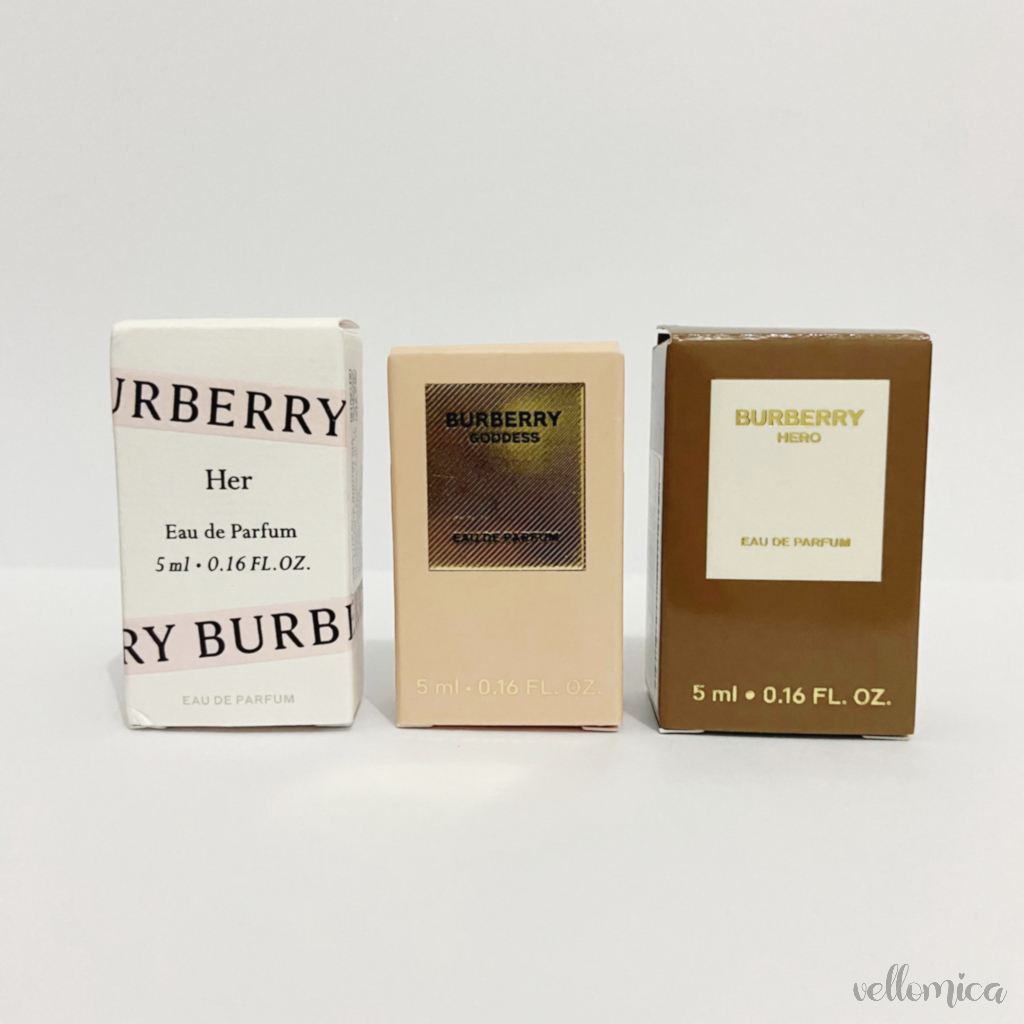 URBERRY
Her
Eau de Parfum
5 ml • 0.16 FL.OZ.
RY BURBE
EAU DE PARFUM
BURBERRY
GODDESS
EAU DE PARFUM
5 ml • 0.16 FL. OZ.
BURBERRY
HERO
EAU DE PARFUM
5 ml • 0.16 FL. OZ.
vellomica